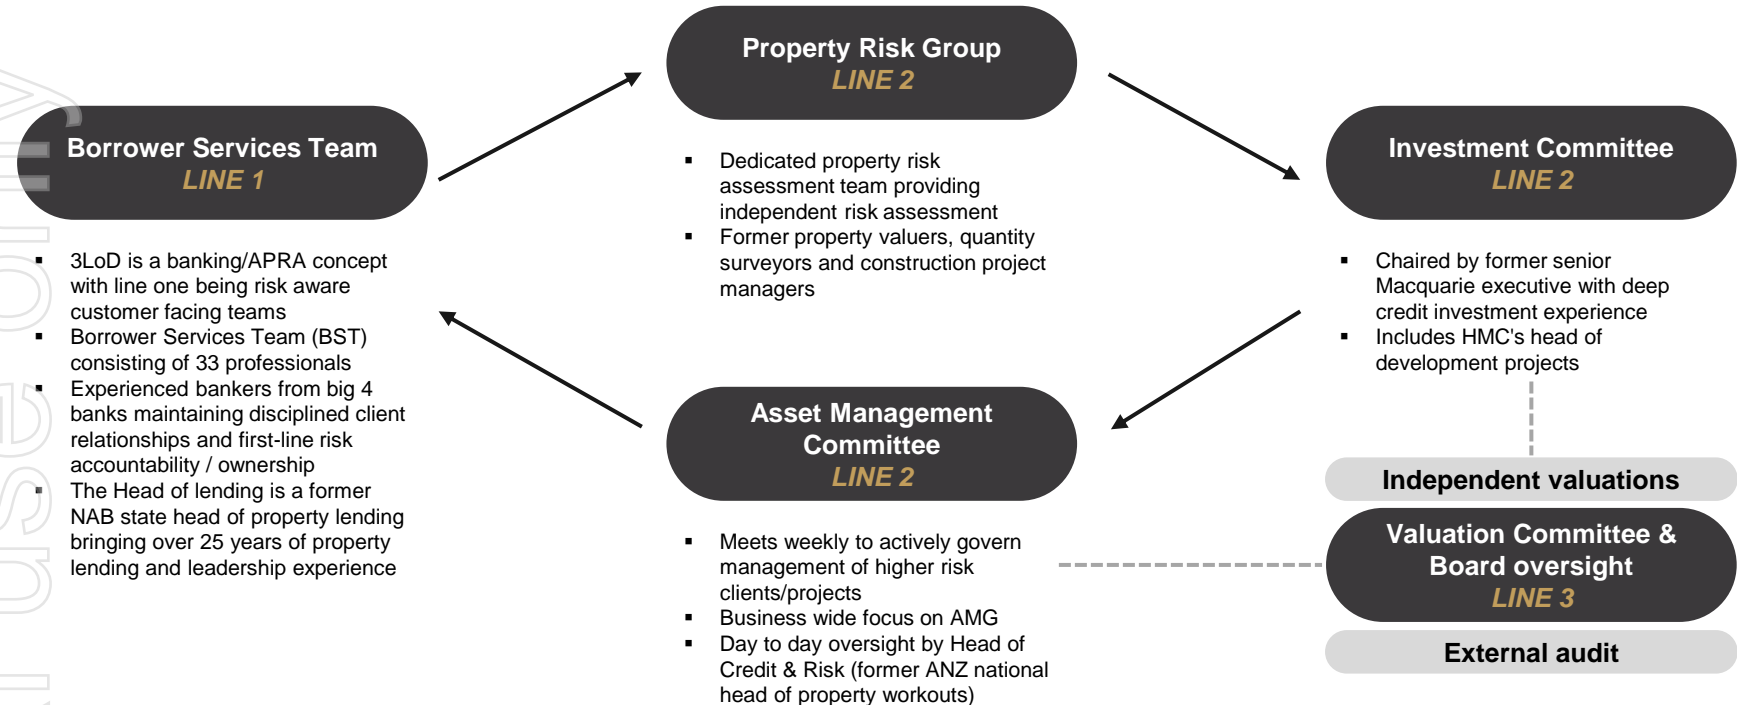 Property Risk Group
LINE 2
Borrower Services Team
LINE 1
Investment Committee
LINE 2
▪ Dedicated property risk
assessment team providing
independent risk assessment
▪ Former property valuers, quantity
surveyors and construction project
managers
▪ 3LoD is a banking/APRA concept
with line one being risk aware
customer facing teams
▪ Borrower Services Team (BST)
consisting of 33 professionals
▪ Experienced bankers from big 4
banks maintaining disciplined client
relationships and first-line risk
accountability / ownership
▪ The Head of lending is a former
NAB state head of property lending
bringing over 25 years of property
lending and leadership experience
▪ Chaired by former senior
Macquarie executive with deep
credit investment experience
▪ Includes HMC's head of
development projects
Asset Management
Committee
LINE 2
▪ Meets weekly to actively govern
management of higher risk
clients/projects
▪ Business wide focus on AMG
▪ Day to day oversight by Head of
Credit & Risk (former ANZ national
head of property workouts)
Independent valuations
Valuation Committee &
Board oversight
LINE 3
External audit
use only